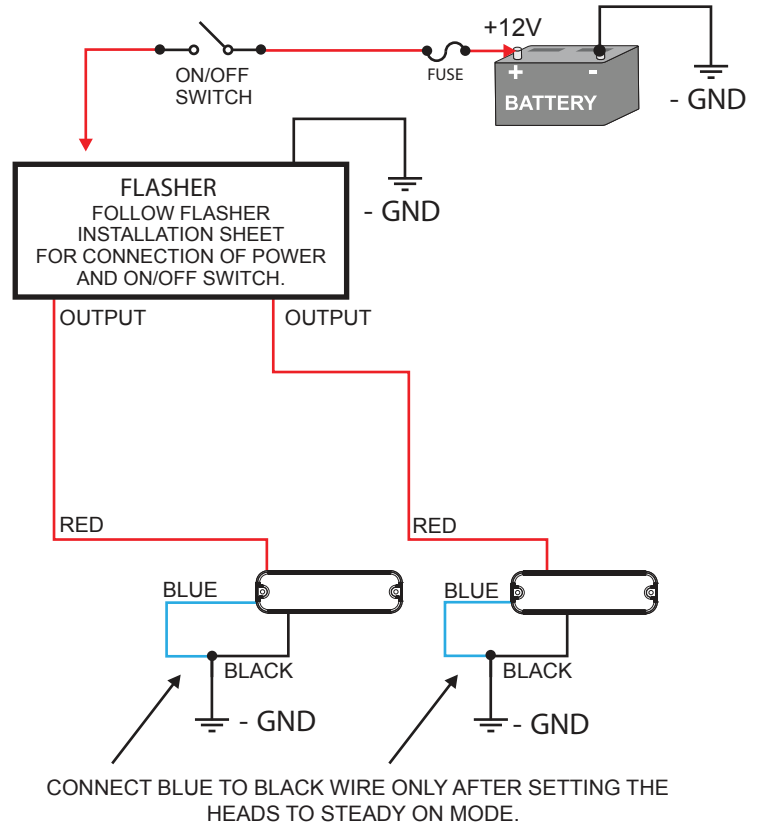 +12V
ON/OFF
SWITCH
FUSE
+ -
BATTERY
- GND
FLASHER
FOLLOW FLASHER
INSTALLATION SHEET
FOR CONNECTION OF POWER
AND ON/OFF SWITCH.
- GND
OUTPUT
OUTPUT
RED
RED
BLUE
BLUE
BLACK
BLACK
- GND
- GND
CONNECT BLUE TO BLACK WIRE ONLY AFTER SETTING THE
HEADS TO STEADY ON MODE.